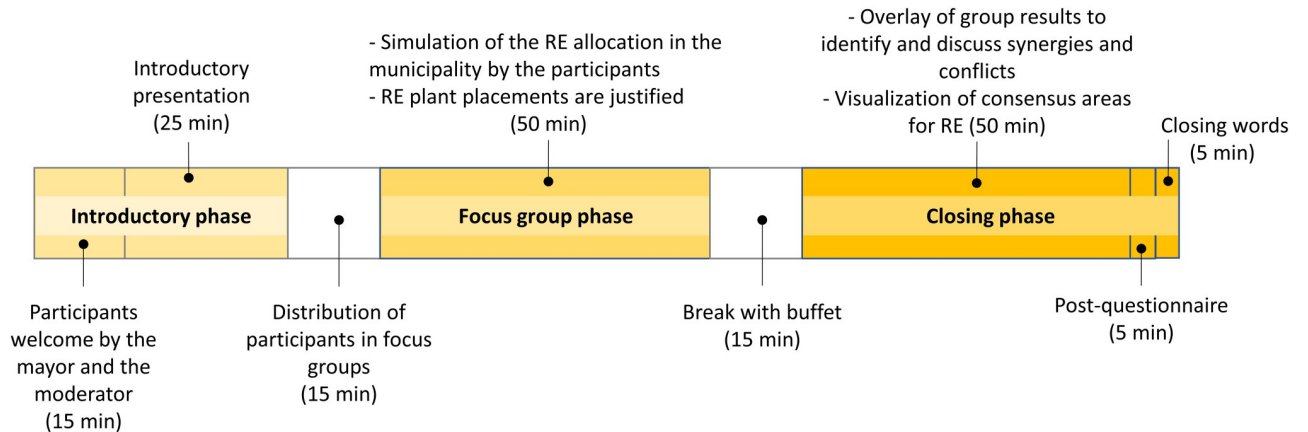 Introductory
presentation
(25 min)
- Simulation of the RE allocation in the
municipality by the participants
- RE plant placements are justified
(50 min)
- Overlay of group results to
identify and discuss synergies and
conflicts
- Visualization of consensus areas
for RE (50 min)
Closing words
(5 min)
Introductory phase
Focus group phase
Closing phase
Participants
welcome by the
mayor and the
moderator
(15 min)
Distribution of
participants in focus
groups
(15 min)
Break with buffet
(15 min)
Post-questionnaire
(5 min)